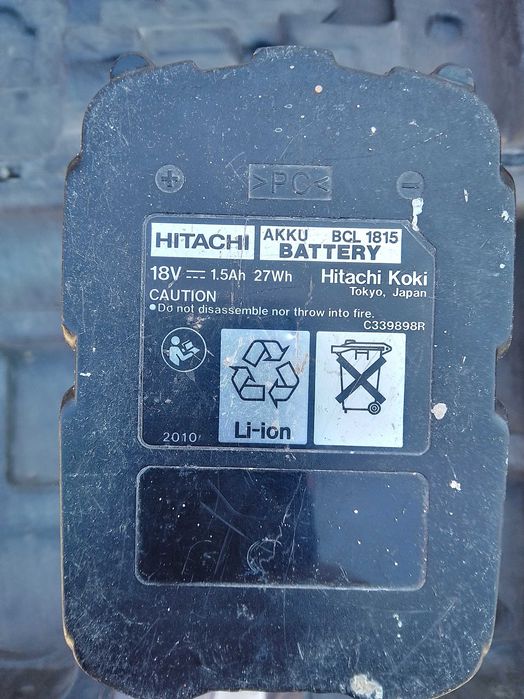 + >PC< -
HITACHI AKKU BCL 1815
BATTERY
18V ⎓ 1.5Ah 27Wh Hitachi Koki
Tokyo, Japan
CAUTION
•Do not disassemble nor throw into fire.
C339898R
Li-ion
2010